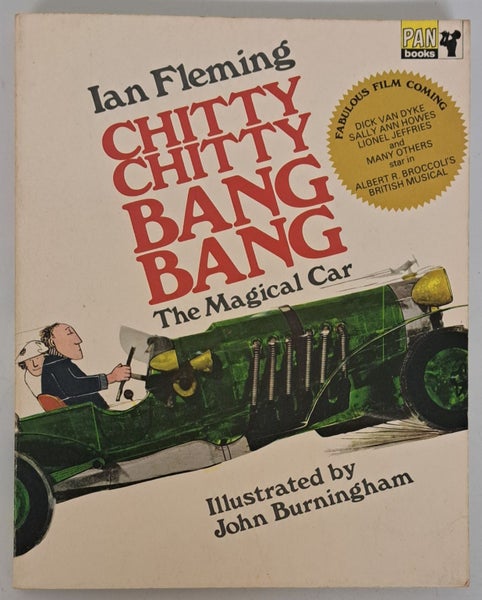 PAN
books
Ian Fleming
CHITTY
CHITTY
BANG
BANG
The Magical Car
FABULOUS FILM COMING
DICK VAN DYKE
SALLY ANN HOWES
LIONEL JEFFRIES
and
MANY OTHERS
star in
ALBERT R. BROCCOLI'S
BRITISH MUSICAL
Illustrated by
John Burningham